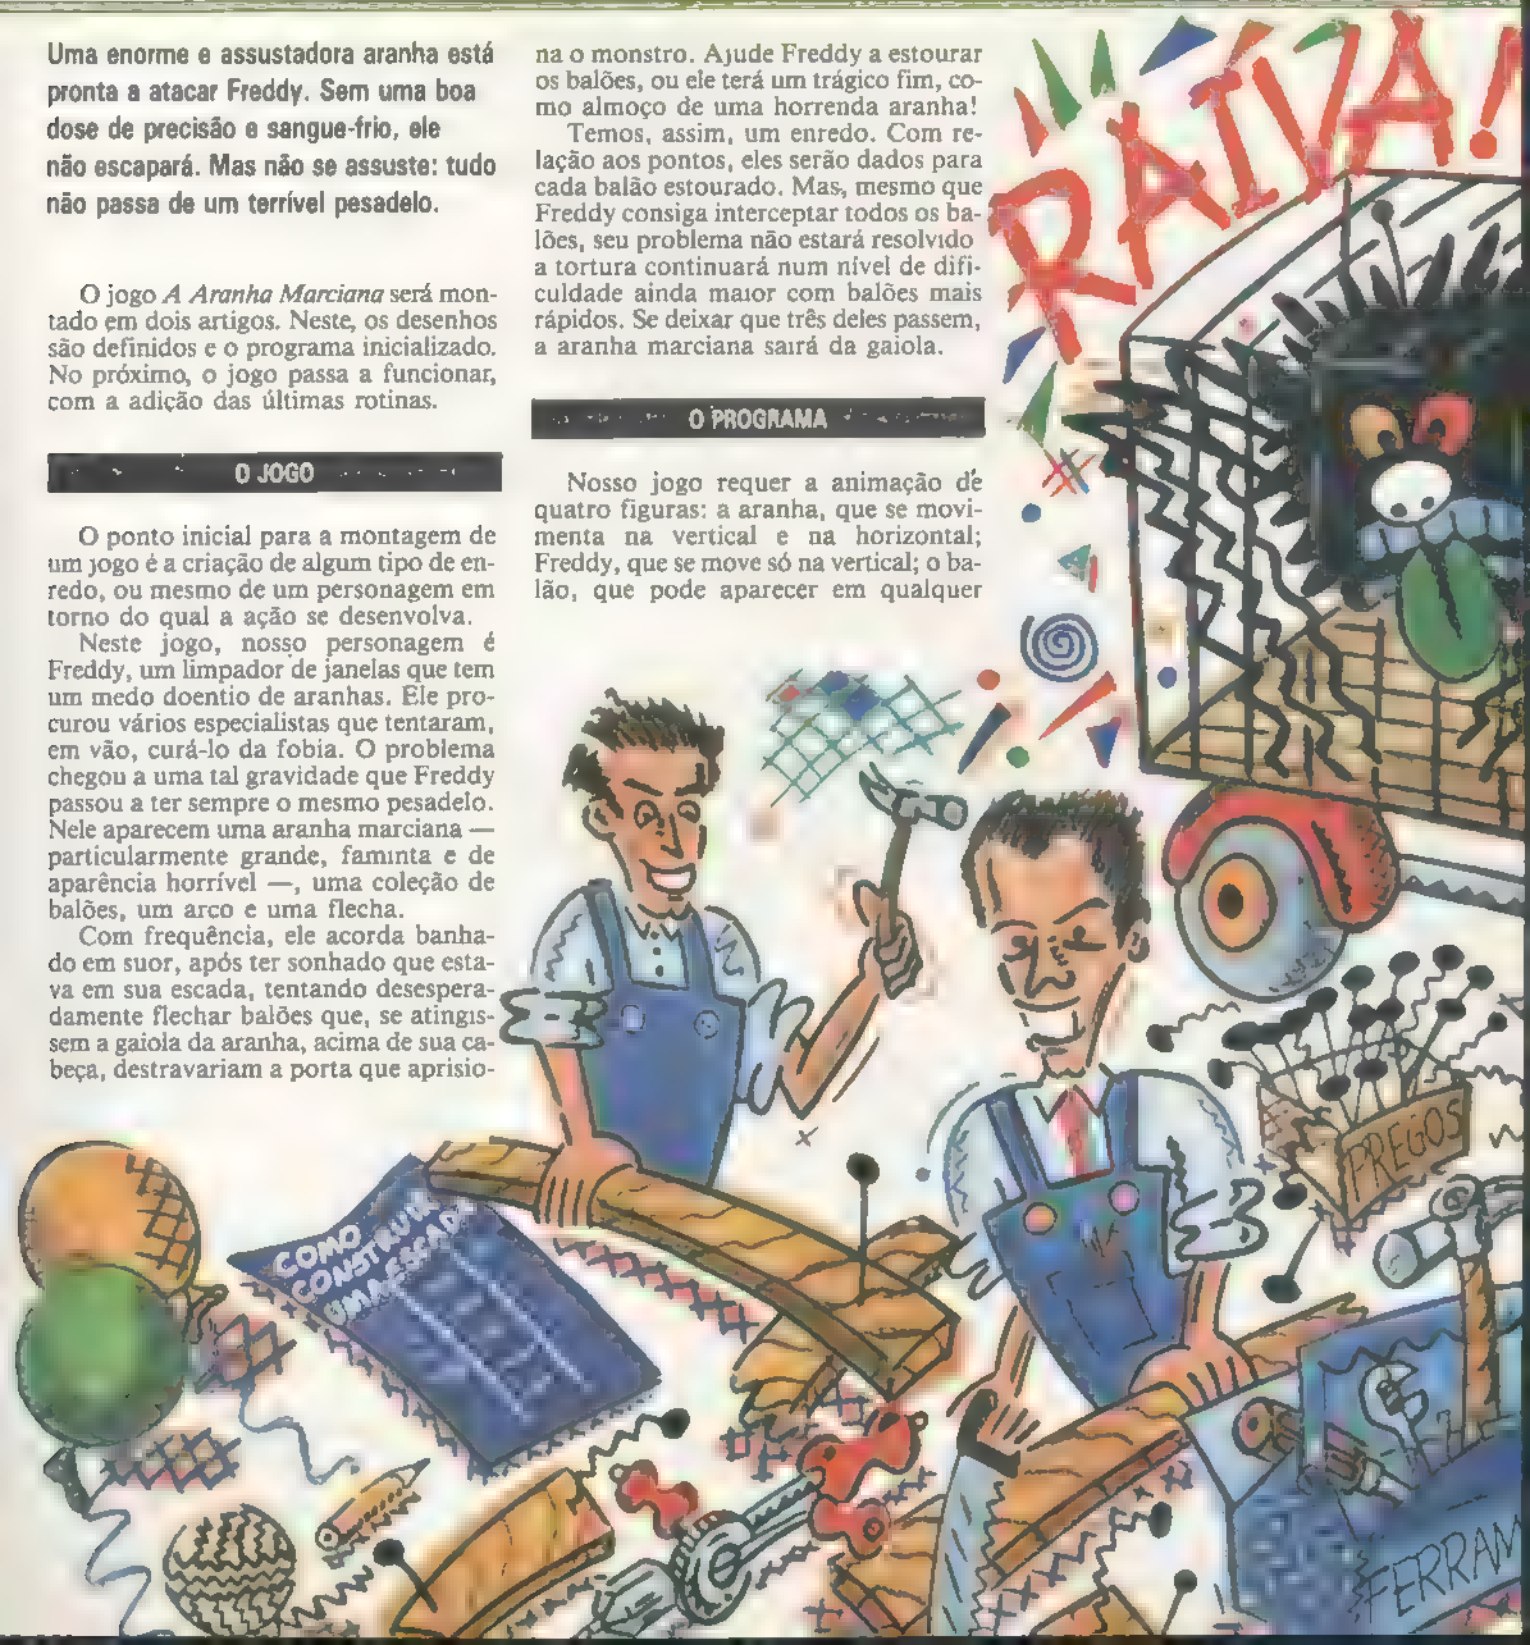 Uma enorme e assustadora aranha está
pronta a atacar Freddy. Sem uma boa
dose de precisão e sangue-frio, ele
não escapará. Mas não se assuste: tudo
não passa de um terrível pesadelo.
O jogo A Aranha Marciana será mon-
tado em dois artigos. Neste, os desenhos
são definidos e o programa inicializado.
No próximo, o jogo passa a funcionar,
com a adição das últimas rotinas.
O JOGO
O ponto inicial para a montagem de
um jogo é a criação de algum tipo de en-
redo, ou mesmo de um personagem em
torno do qual a ação se desenvolva.
Neste jogo, nosso personagem é
Freddy, um limpador de janelas que tem
um medo doentio de aranhas. Ele pro-
curou vários especialistas que tentaram,
em vão, curá-lo da fobia. O problema
chegou a uma tal gravidade que Freddy
passou a ter sempre o mesmo pesadelo.
Nele aparecem uma aranha marciana —
particularmente grande, faminta e de
aparência horrível —, uma coleção de
balões, um arco e uma flecha.
Com frequência, ele acorda banha-
do em suor, após ter sonhado que esta-
va em sua escada, tentando desespera-
damente flechar balões que, se atingis-
sem a gaiola da aranha, acima de sua ca-
beça, destravariam a porta que aprisio-
na o monstro. Ajude Freddy a estourar
os balões, ou ele terá um trágico fim, co-
mo almoço de uma horrenda aranha!
Temos, assim, um enredo. Com re-
lação aos pontos, eles serão dados para
cada balão estourado. Mas, mesmo que
Freddy consiga interceptar todos os ba-
lões, seu problema não estará resolvido
a tortura continuará num nível de difi-
culdade ainda maior com balões mais
rápidos. Se deixar que três deles passem,
a aranha marciana sairá da gaiola.
O PROGRAMA
Nosso jogo requer a animação de
quatro figuras: a aranha, que se movi-
menta na vertical e na horizontal;
Freddy, que se move só na vertical; o ba-
lão, que pode aparecer em qualquer
RAIVA!
COMO
CONSTRUIR
UMA ESCADA
PREGOS
FERRAM